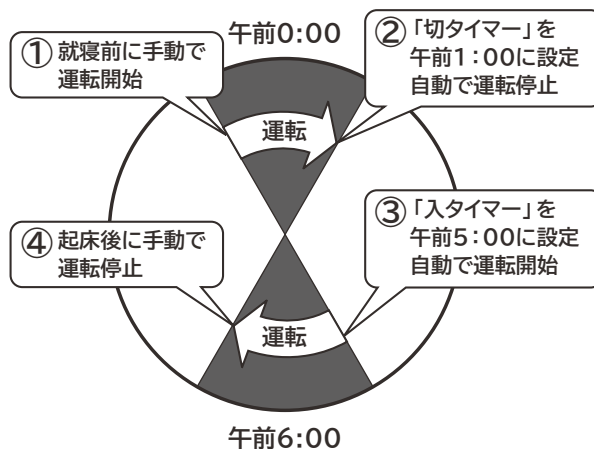 午前0:00
① 就寝前に手動で
運転開始
② 「切タイマー」を
午前1：00に設定
自動で運転停止
運転
③ 「入タイマー」を
午前5：00に設定
自動で運転開始
④ 起床後に手動で
運転停止
運転
午前6:00